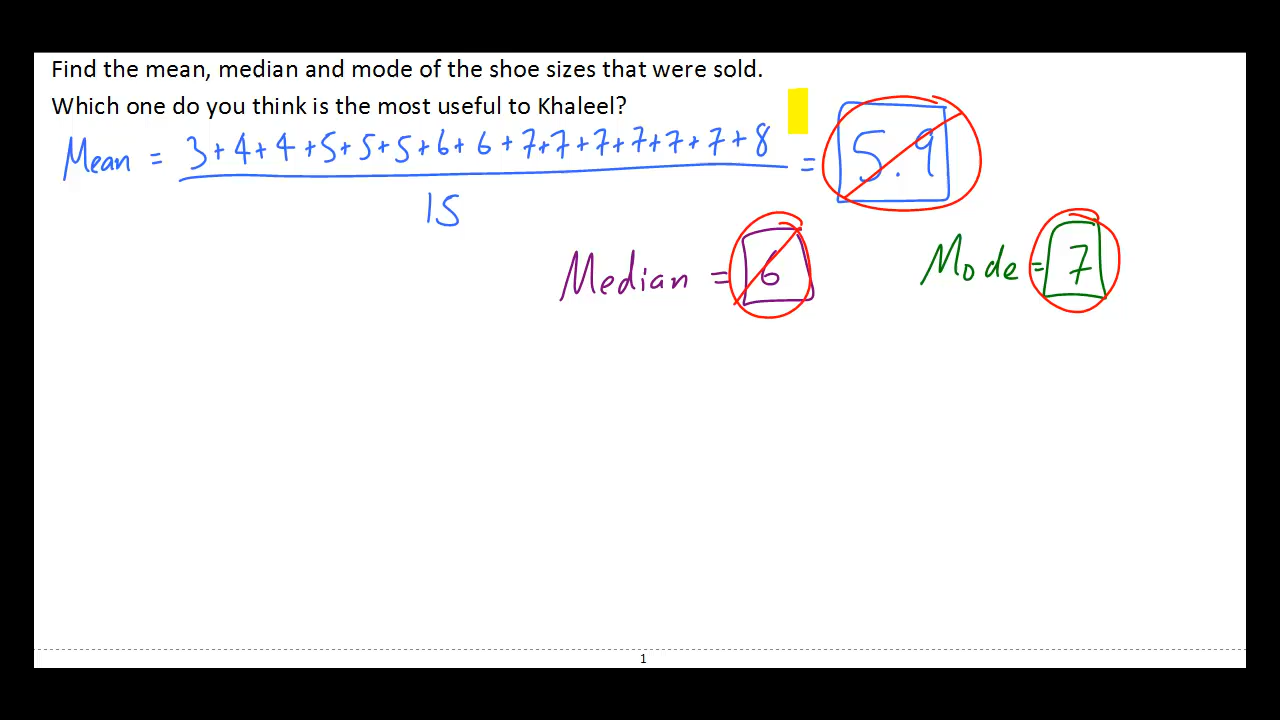 Find the mean, median and mode of the shoe sizes that were sold.
Which one do you think is the most useful to Khaleel?
Mean = 3+4+4+5+5+5+6+6+7+7+7+7+7+7+8 = 5.9
15
Median = 6
Mode = 7
1